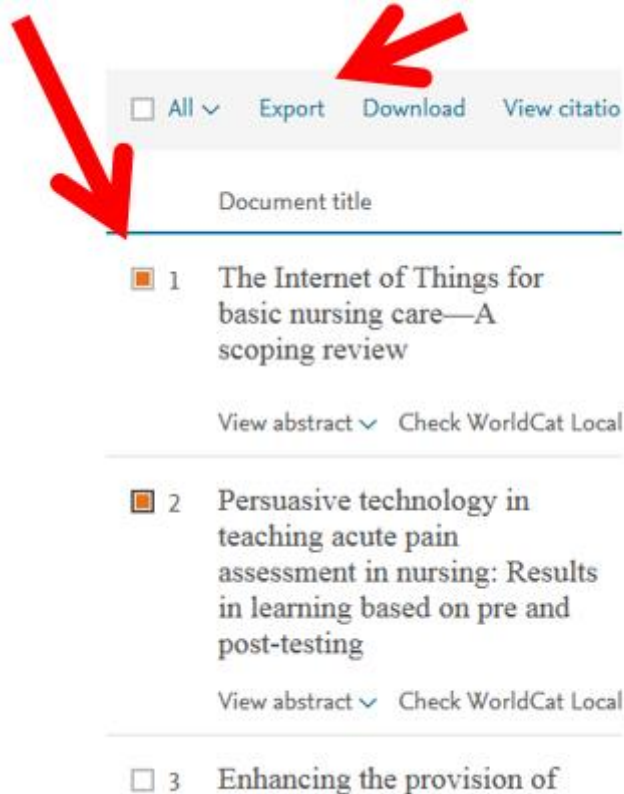 All Export Download View citatio
Document title
1 The Internet of Things for
basic nursing care—A
scoping review
View abstract Check WorldCat Local
2 Persuasive technology in
teaching acute pain
assessment in nursing: Results
in learning based on pre and
post-testing
View abstract Check WorldCat Local
3 Enhancing the provision of